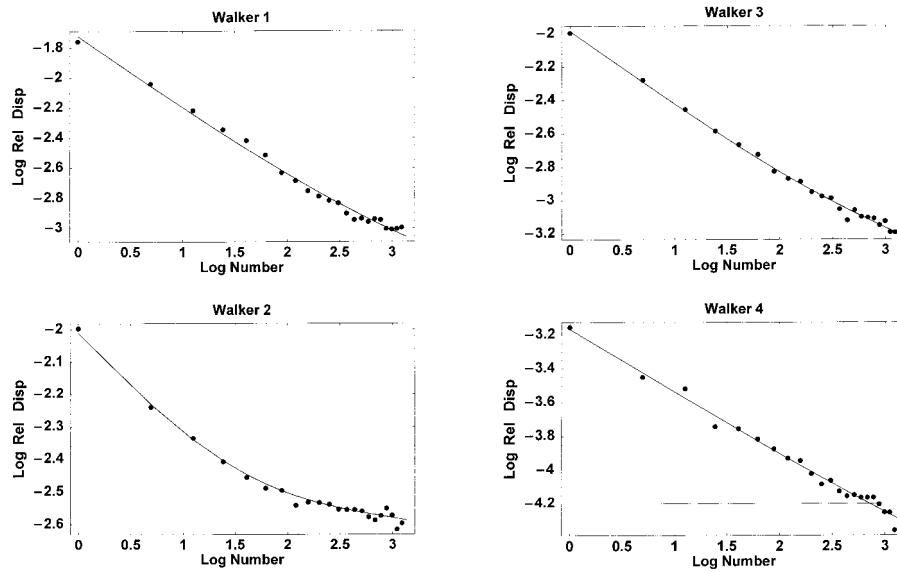 Walker 1
−1.8
−2
−2.2
−2.4
−2.6
−2.8
−3
Log Rel Disp
0 0.5 1 1.5 2 2.5 3
Log Number
Walker 3
−2
−2.2
−2.4
−2.6
−2.8
−3
−3.2
Log Rel Disp
0 0.5 1 1.5 2 2.5 3
Log Number
Walker 2
−2
−2.1
−2.2
−2.3
−2.4
−2.5
−2.6
Log Rel Disp
0 0.5 1 1.5 2 2.5 3
Log Number
Walker 4
−3.2
−3.4
−3.6
−3.8
−4
−4.2
Log Rel Disp
0 0.5 1 1.5 2 2.5 3
Log Number